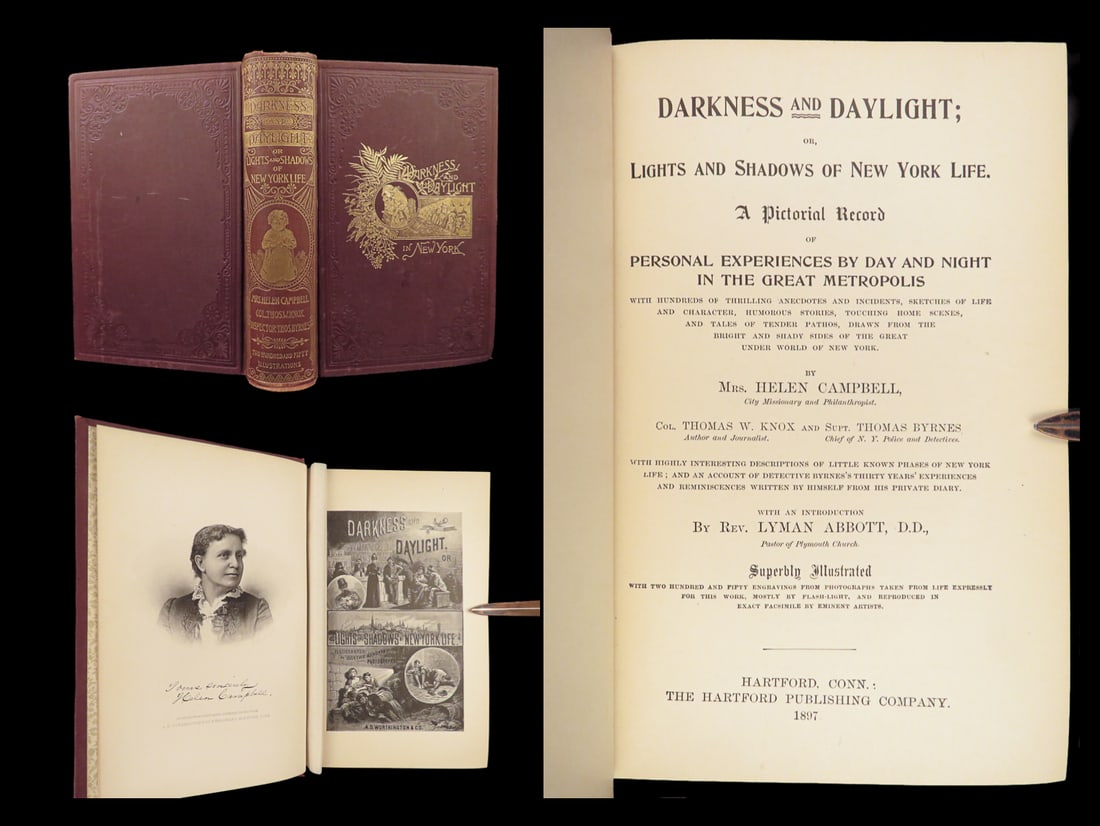 DARKNESS
AND
DAYLIGHT
OR
LIGHTS AND SHADOWS
OF
NEW YORK LIFE
MRS. HELEN CAMPBELL
COL. THOS. W. KNOX
INSPECTOR THOS. BYRNES
TWO HUNDRED AND FIFTY
ILLUSTRATIONS
DARKNESS
AND
DAYLIGHT
IN NEW YORK
Yours sincerely
Helen Campbell.
DARKNESS AND
DAYLIGHT,
OR
LIGHTS AND SHADOWS OF NEW YORK LIFE
A.D. WORTHINGTON & CO.
DARKNESS AND DAYLIGHT;
OR,
LIGHTS AND SHADOWS OF NEW YORK LIFE.
A Pictorial Record
OF
PERSONAL EXPERIENCES BY DAY AND NIGHT
IN THE GREAT METROPOLIS
WITH HUNDREDS OF THRILLING ANECDOTES AND INCIDENTS, SKETCHES OF LIFE
AND CHARACTER, HUMOROUS STORIES, TOUCHING HOME SCENES,
AND TALES OF TENDER PATHOS, DRAWN FROM THE
BRIGHT AND SHADY SIDES OF THE GREAT
UNDER WORLD OF NEW YORK.
BY
MRS. HELEN CAMPBELL,
City Missionary and Philanthropist.
COL. THOMAS W. KNOX AND SUPT. THOMAS BYRNES
Author and Journalist. Chief of N. Y. Police and Detectives.
WITH HIGHLY INTERESTING DESCRIPTIONS OF LITTLE KNOWN PHASES OF NEW YORK
LIFE; AND AN ACCOUNT OF DETECTIVE BYRNES'S THIRTY YEARS' EXPERIENCES
AND REMINISCENCES WRITTEN BY HIMSELF FROM HIS PRIVATE DIARY.
WITH AN INTRODUCTION
BY REV. LYMAN ABBOTT, D.D.,
Pastor of Plymouth Church.
Superbly Illustrated
WITH TWO HUNDRED AND FIFTY ENGRAVINGS FROM PHOTOGRAPHS TAKEN FROM LIFE EXPRESSLY
FOR THIS WORK, MOSTLY BY FLASH-LIGHT, AND REPRODUCED IN
EXACT FACSIMILE BY EMINENT ARTISTS.
HARTFORD, CONN.:
THE HARTFORD PUBLISHING COMPANY.
1897